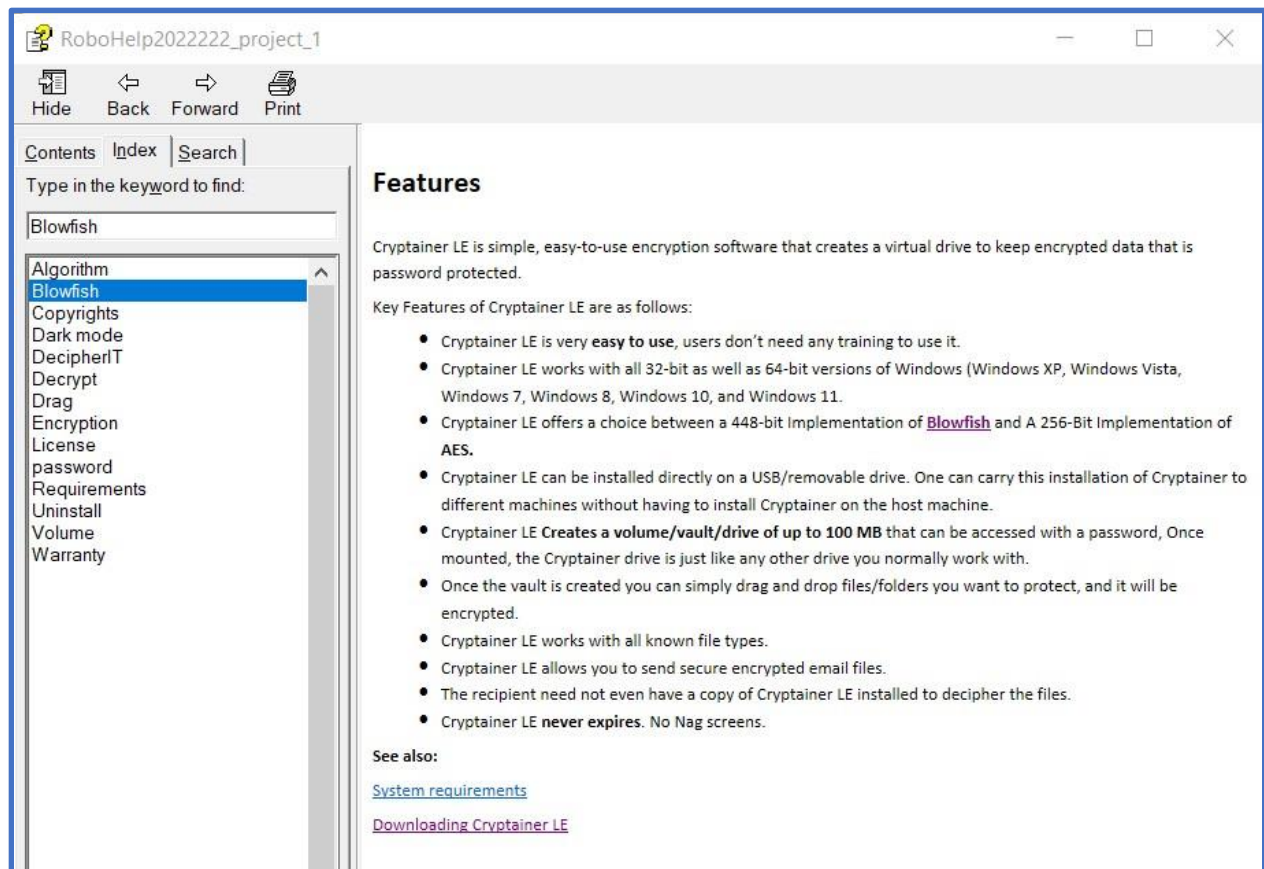 RoboHelp2022222_project_1
Hide Back Forward Print
Contents Index Search
Type in the keyword to find:
Blowfish
Algorithm
Blowfish
Copyrights
Dark mode
DecipherIT
Decrypt
Drag
Encryption
License
password
Requirements
Uninstall
Volume
Warranty
Features
Cryptainer LE is simple, easy-to-use encryption software that creates a virtual drive to keep encrypted data that is
password protected.
Key Features of Cryptainer LE are as follows:
• Cryptainer LE is very easy to use, users don't need any training to use it.
• Cryptainer LE works with all 32-bit as well as 64-bit versions of Windows (Windows XP, Windows Vista,
Windows 7, Windows 8, Windows 10, and Windows 11.
• Cryptainer LE offers a choice between a 448-bit Implementation of Blowfish and A 256-Bit Implementation of
AES.
• Cryptainer LE can be installed directly on a USB/removable drive. One can carry this installation of Cryptainer to
different machines without having to install Cryptainer on the host machine.
• Cryptainer LE Creates a volume/vault/drive of up to 100 MB that can be accessed with a password, Once
mounted, the Cryptainer drive is just like any other drive you normally work with.
• Once the vault is created you can simply drag and drop files/folders you want to protect, and it will be
encrypted.
• Cryptainer LE works with all known file types.
• Cryptainer LE allows you to send secure encrypted email files.
• The recipient need not even have a copy of Cryptainer LE installed to decipher the files.
• Cryptainer LE never expires. No Nag screens.
See also:
System requirements
Downloading Cryptainer LE